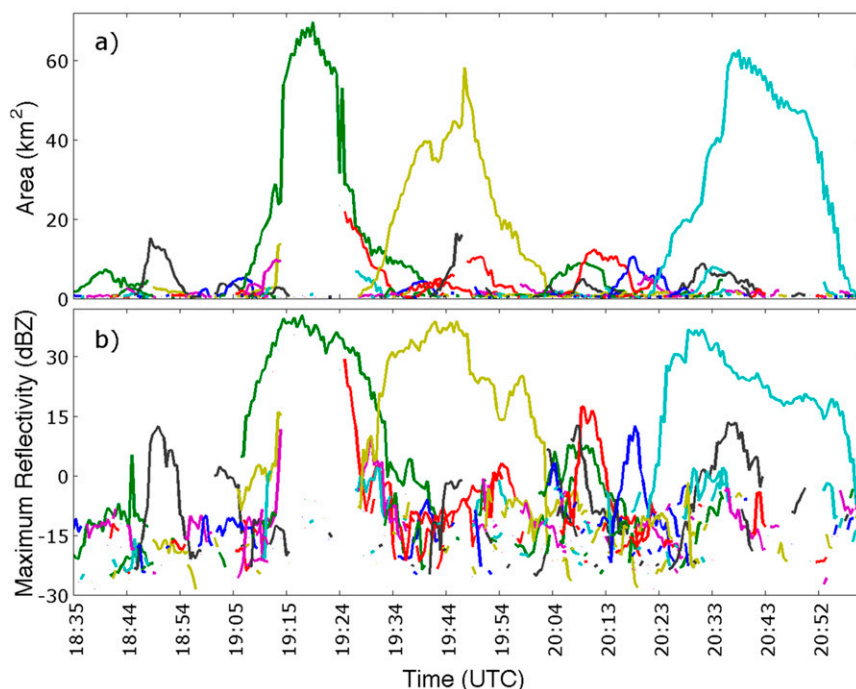 a)
60
40
20
0
Area (km²)
b)
30
15
0
-15
-30
Maximum Reflectivity (dBZ)
18:35 18:44 18:54 19:05 19:15 19:24 19:34 19:44 19:54 20:04 20:13 20:23 20:33 20:43 20:52
Time (UTC)